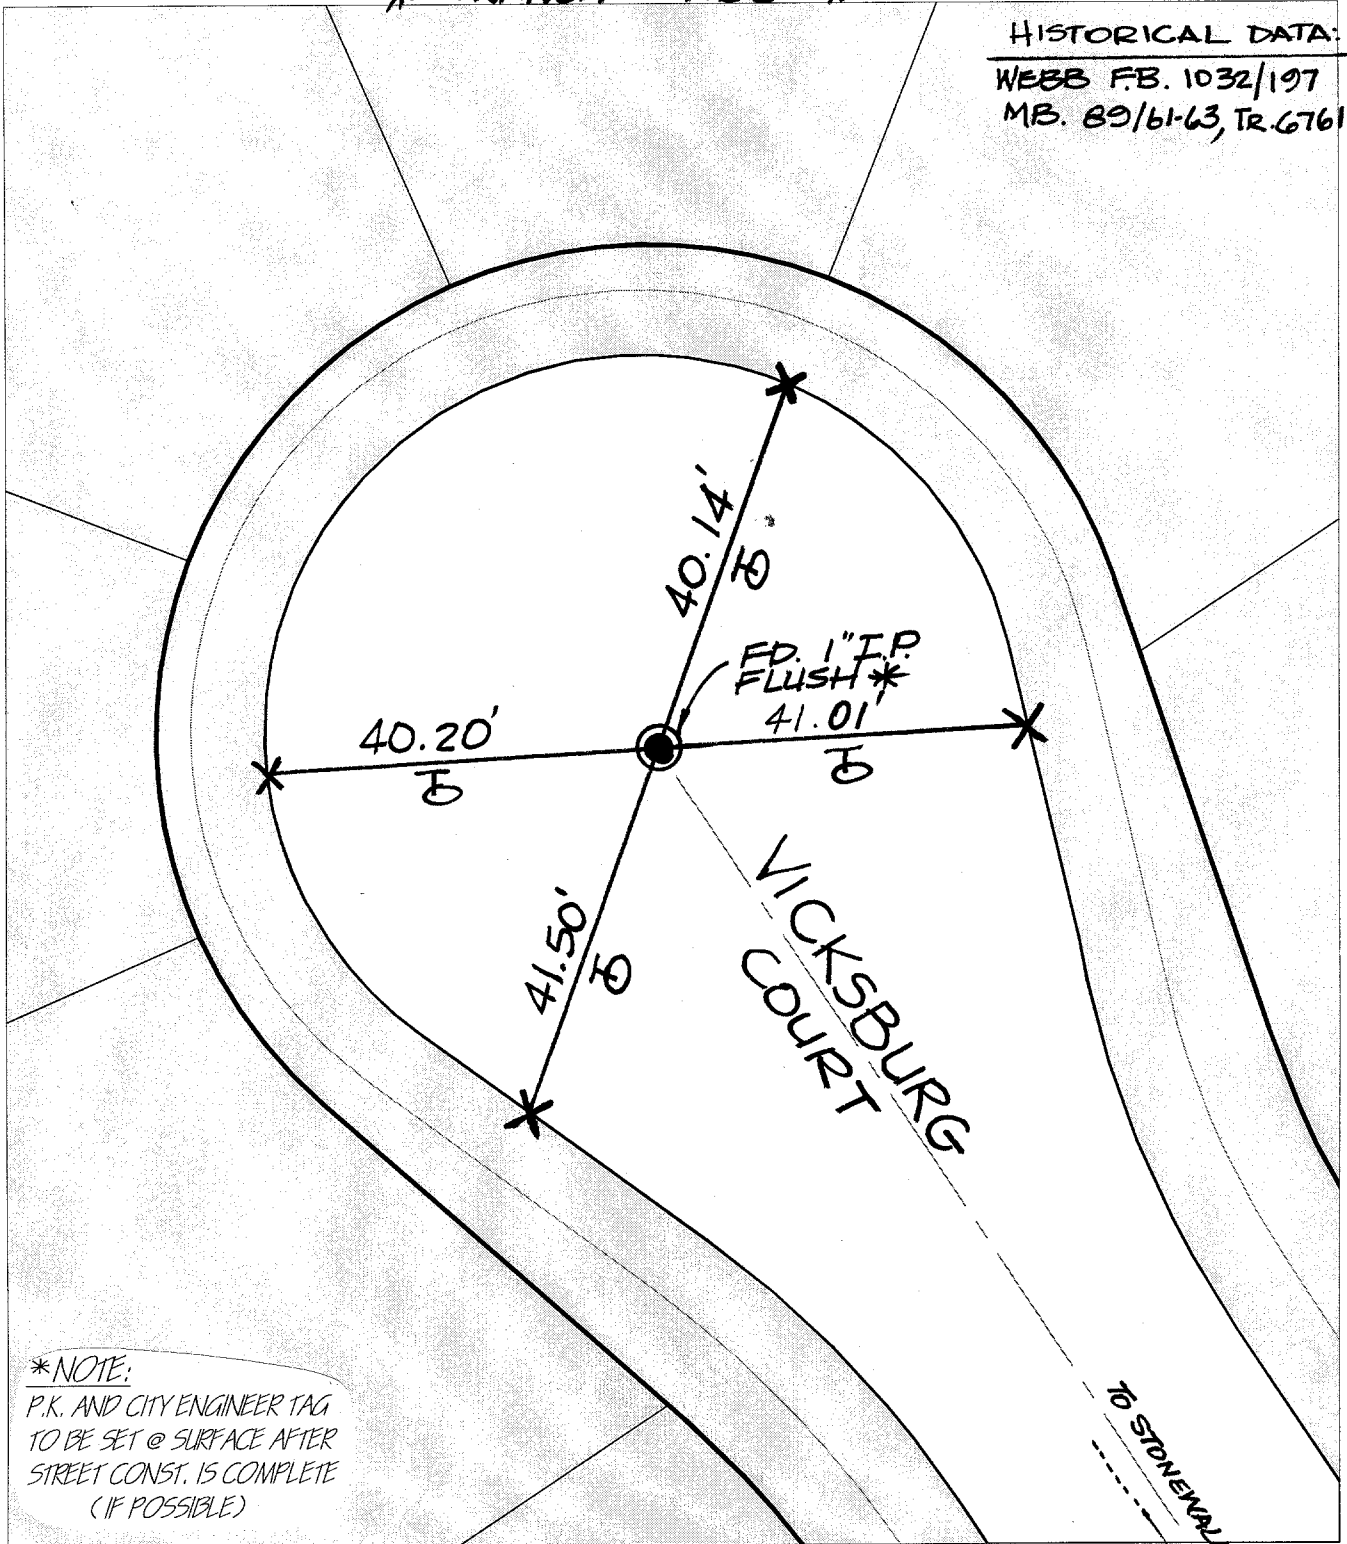 HISTORICAL DATA:
WEBB F.B. 1032/197
MB. 89/61-63, TR. 6761
40.14'
FD. 1" I.P.
FLUSH *
41.01'
40.20'
41.50'
VICKSBURG
COURT
*NOTE:
P.K. AND CITY ENGINEER TAG
TO BE SET @ SURFACE AFTER
STREET CONST. IS COMPLETE
(IF POSSIBLE)
TO STONEWAL